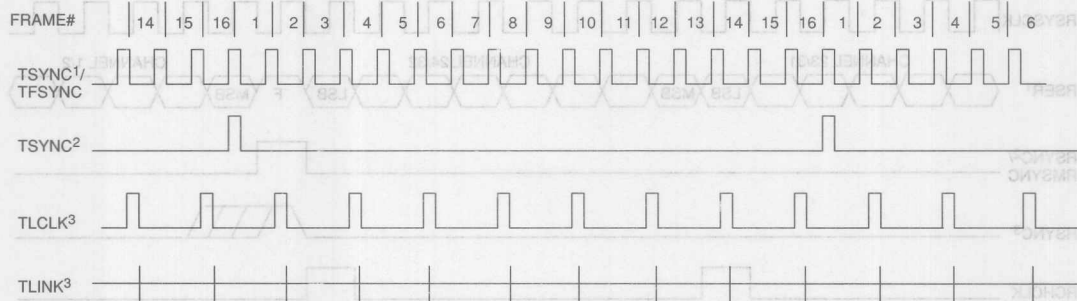 FRAME# 14 15 16 1 2 3 4 5 6 7 8 9 10 11 12 13 14 15 16 1 2 3 4 5 6
TSYNC1/
TFSYNC
TSYNC2
TLCLK3
TLINK3